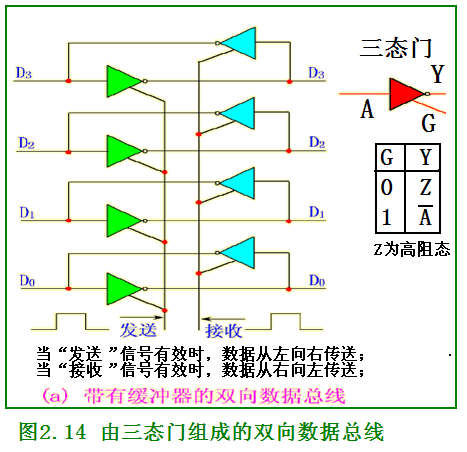 三态门
Y
A
G
D3
D3
D2
D2
D1
D1
D0
D0
G Y
0 Z
1 A̅
Z为高阻态
发送
接收
当“发送”信号有效时，数据从左向右传送；
当“接收”信号有效时，数据从右向左传送；
(a) 带有缓冲器的双向数据总线
图2.14 由三态门组成的双向数据总线